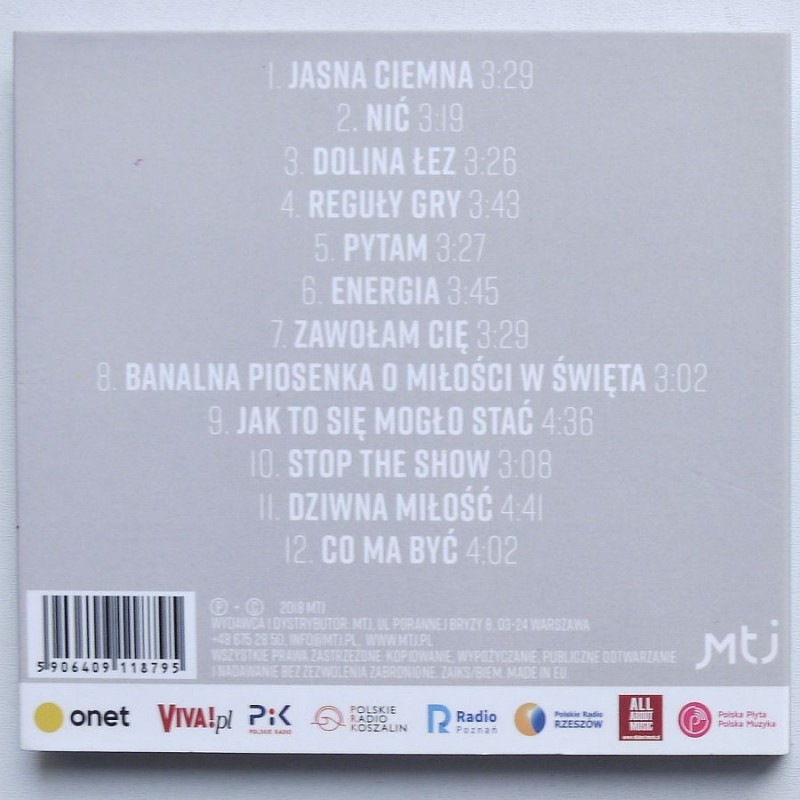 1. JASNA CIEMNA 3:29
2. NIĆ 3:19
3. DOLINA ŁEZ 3:26
4. REGUŁY GRY 3:43
5. PYTAM 3:27
6. ENERGIA 3:45
7. ZAWOŁAM CIĘ 3:29
8. BANALNA PIOSENKA O MIŁOŚCI W ŚWIĘTA 3:02
9. JAK TO SIĘ MOGŁO STAĆ 4:36
10. STOP THE SHOW 3:08
11. DZIWNA MIŁOŚĆ 4:41
12. CO MA BYĆ 4:02
Ⓟ + © 2018 MTJ
WYDAWCA I DYSTRYBUTOR: MTJ, UL PORANNEJ BRYZY 8, 03-24 WARSZAWA
+48 675 28 50, INFO@MTJ.PL, WWW.MTJ.PL
WSZYSTKIE PRAWA ZASTRZEŻONE. KOPIOWANIE, WYPOŻYCZANIE, PUBLICZNE ODTWARZANIE
I NADAWANIE BEZ ZEZWOLENIA ZABRONIONE. ZAIKS/BIEM. MADE IN EU.
mtj
5 906409 118795
onet
VIVA!pl
PiK
POLSKIE RADIO
POLSKIE
RADIO
KOSZALIN
Radio
Poznań
Polskie Radio
RZESZÓW
ALL
ABOUT
MUSIC
Polska Płyta
Polska Muzyka